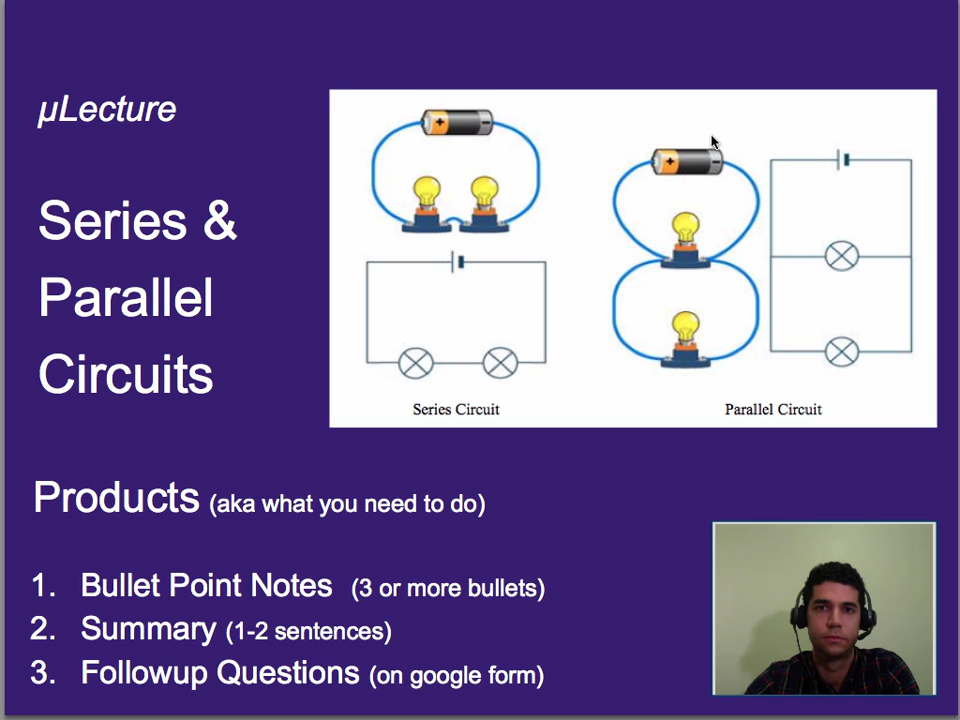 µLecture
Series &
Parallel
Circuits
+ -
+ -
Series Circuit
Parallel Circuit
Products (aka what you need to do)
1. Bullet Point Notes (3 or more bullets)
2. Summary (1-2 sentences)
3. Followup Questions (on google form)